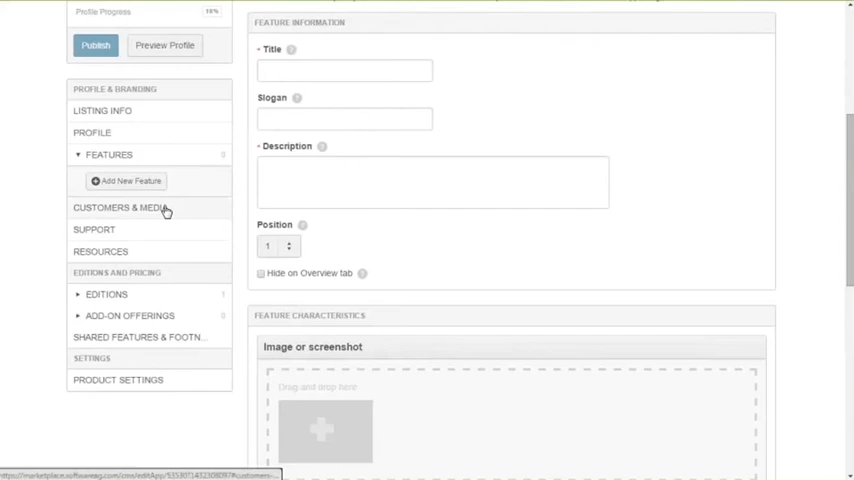 Profile Progress 18%
Publish Preview Profile
PROFILE & BRANDING
LISTING INFO
PROFILE
FEATURES 0
Add New Feature
CUSTOMERS & MEDIA
SUPPORT
RESOURCES
EDITIONS AND PRICING
EDITIONS 1
ADD-ON OFFERINGS 0
SHARED FEATURES & FOOTN...
SETTINGS
PRODUCT SETTINGS
FEATURE INFORMATION
- Title ?
Slogan ?
- Description ?
Position ?
1
Hide on Overview tab ?
FEATURE CHARACTERISTICS
Image or screenshot
Drag and drop here